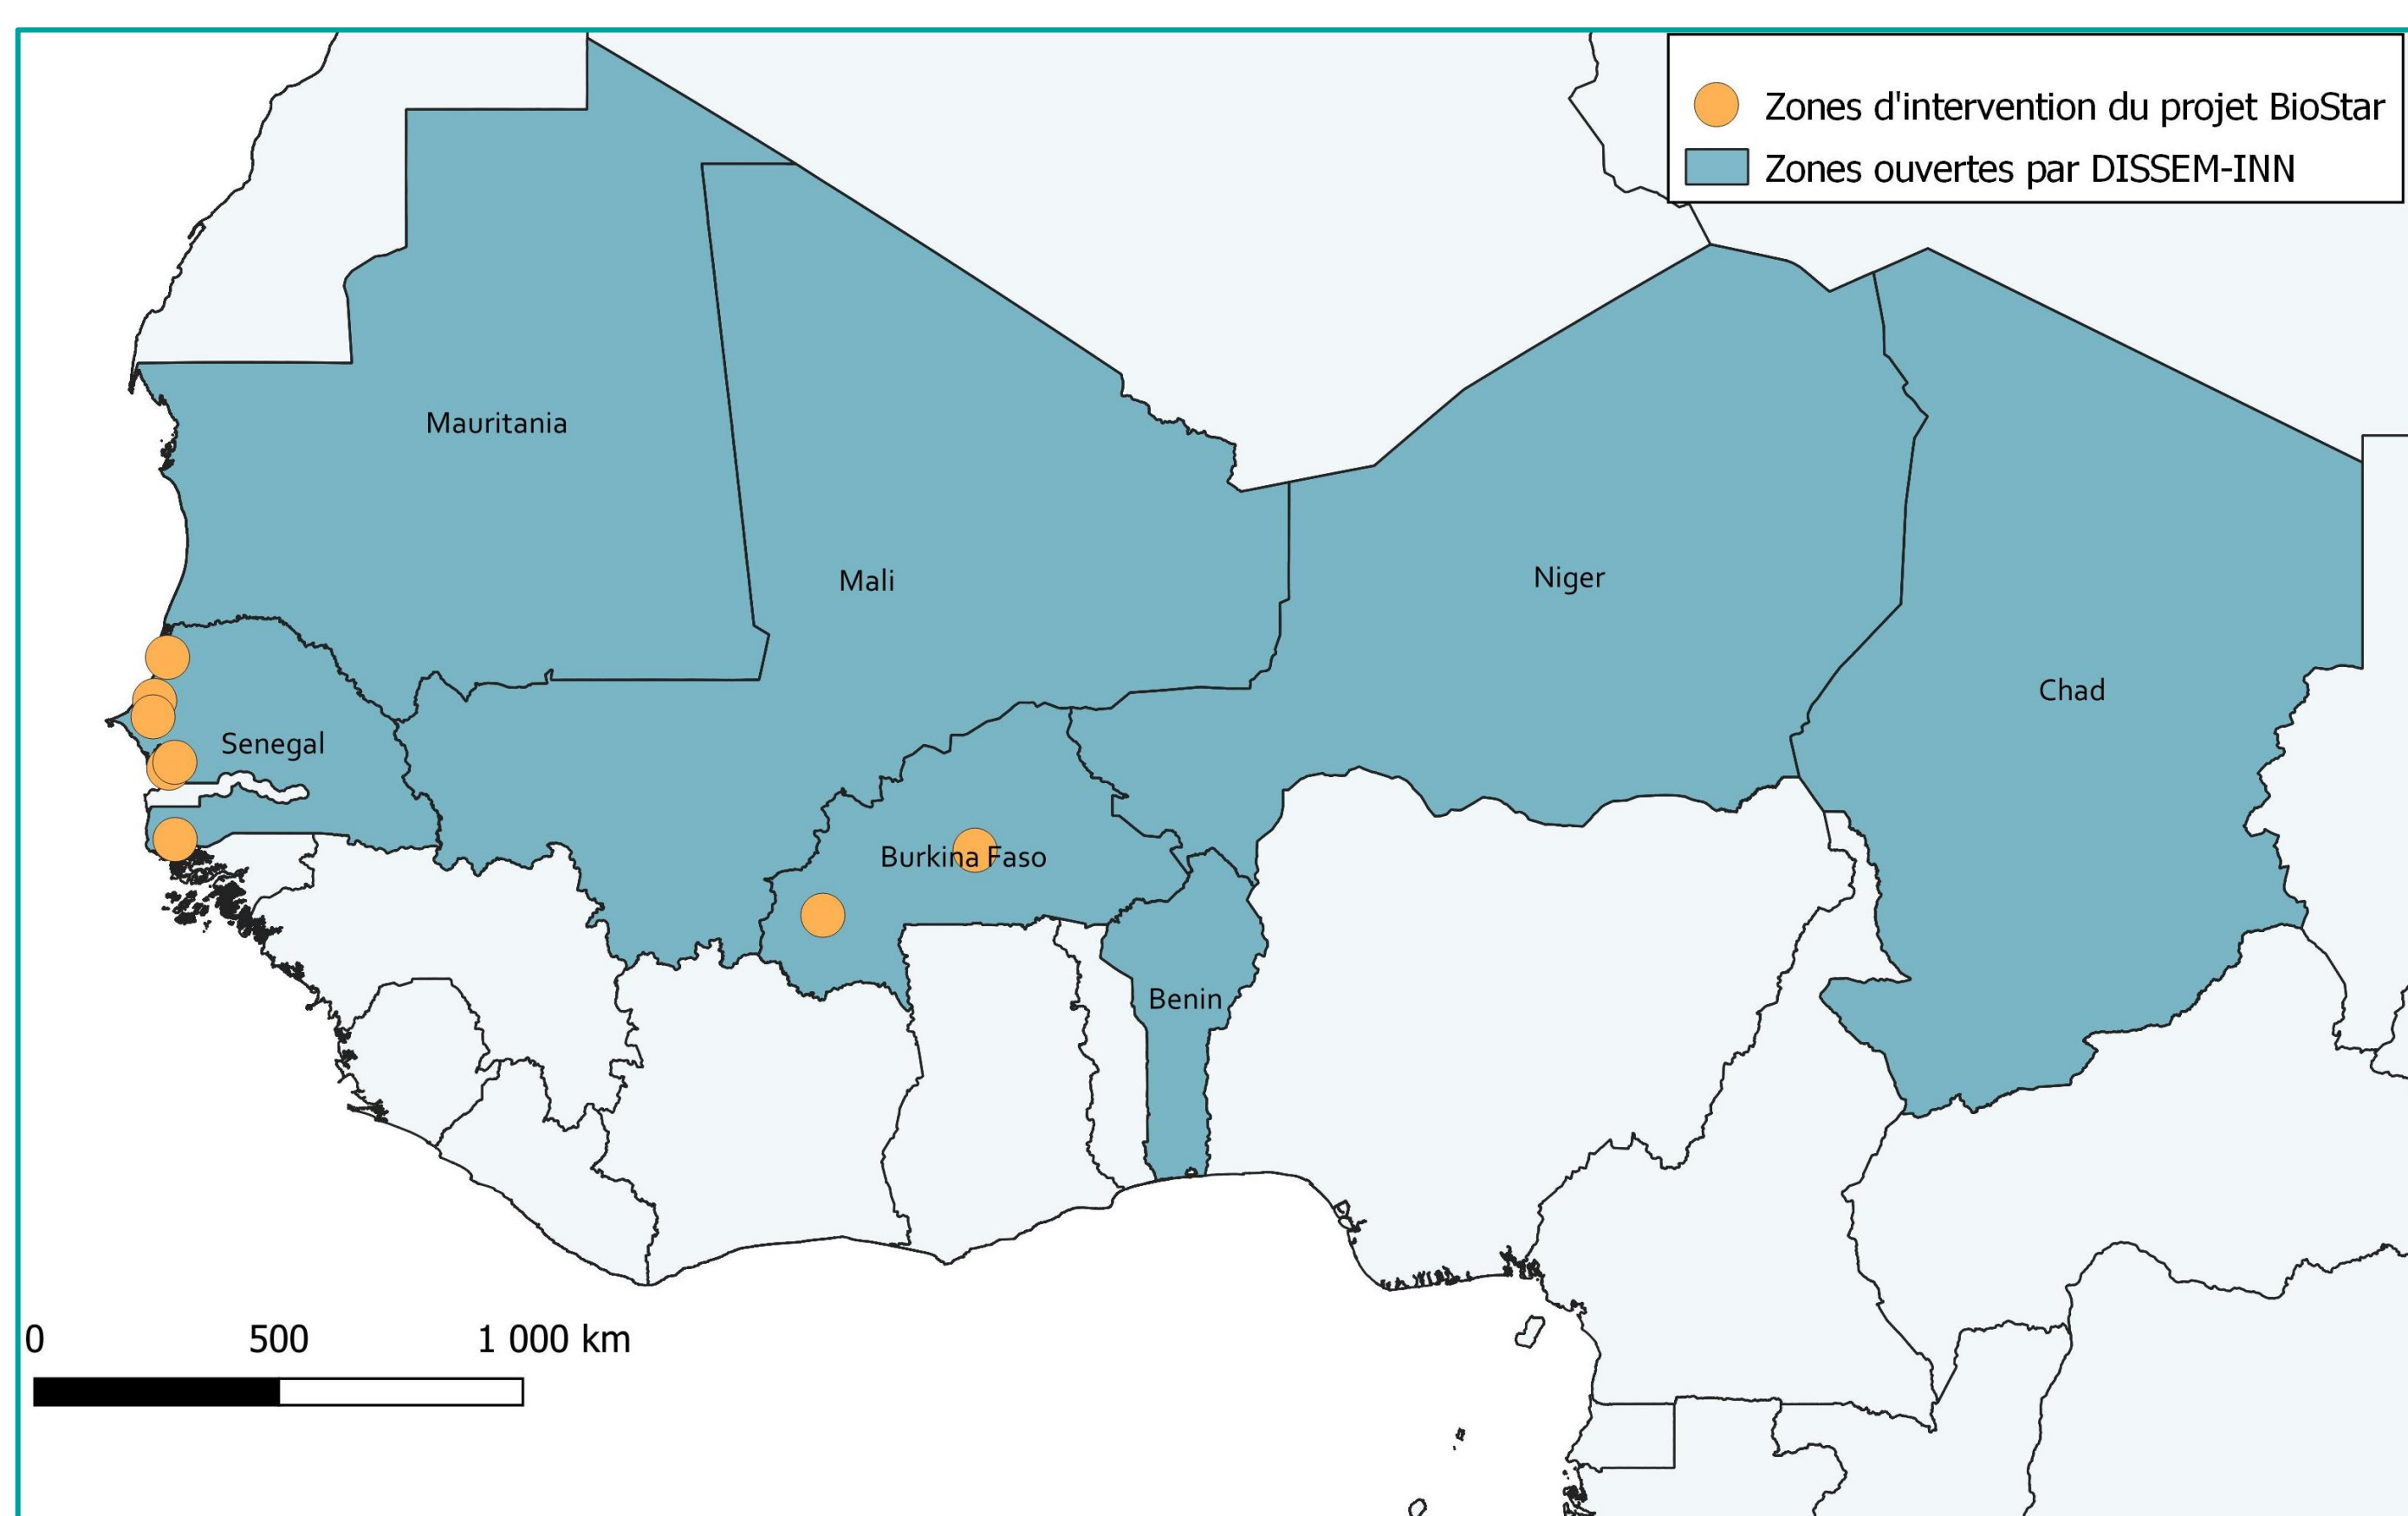 Zones d'intervention du projet BioStar
Zones ouvertes par DISSEM-INN
Mauritania
Mali
Niger
Chad
Senegal
Burkina Faso
Benin
0 500 1 000 km